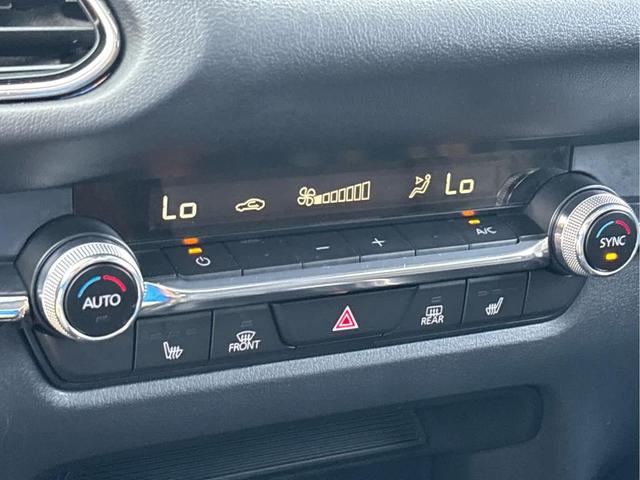 Lo Lo
A/C
AUTO SYNC
FRONT REAR